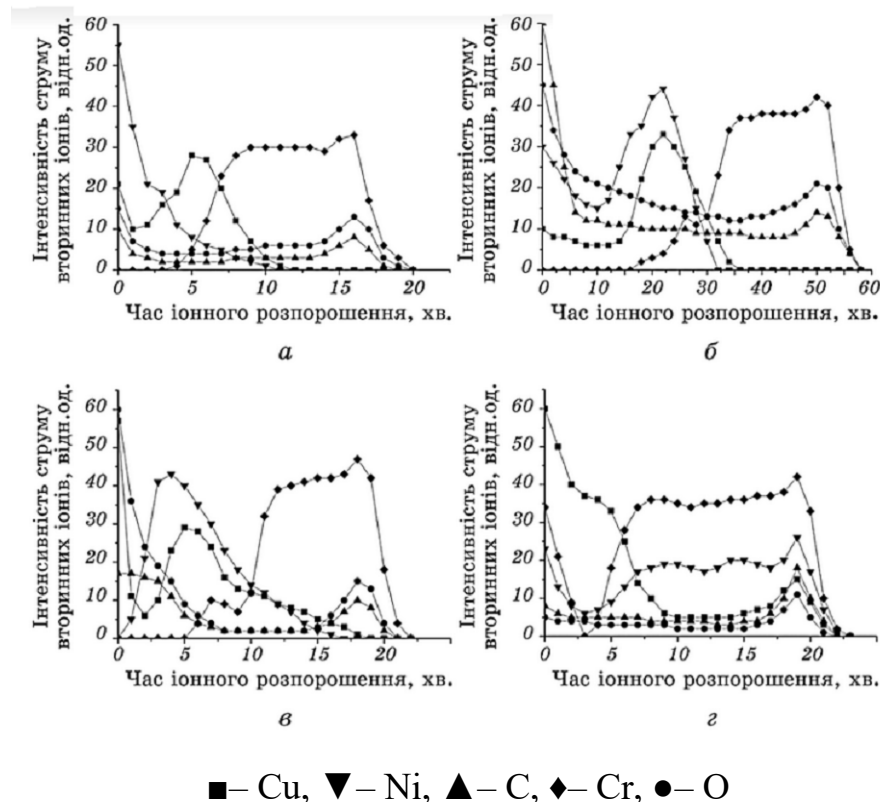 60
50
40
30
20
10
0
0 5 10 15 20
Інтенсивність струму
вторинних іонів, відн.од.
Час іонного розпорошення, хв.
а
60
50
40
30
20
10
0
0 10 20 30 40 50 60
Інтенсивність струму
вторинних іонів, відн.од.
Час іонного розпорошення, хв.
б
60
50
40
30
20
10
0
0 5 10 15 20
Інтенсивність струму
вторинних іонів, відн.од.
Час іонного розпорошення, хв.
в
60
50
40
30
20
10
0
0 5 10 15 20
Інтенсивність струму
вторинних іонів, відн.од.
Час іонного розпорошення, хв.
г
■– Cu, ▼– Ni, ▲– C, ♦– Cr, ●– O